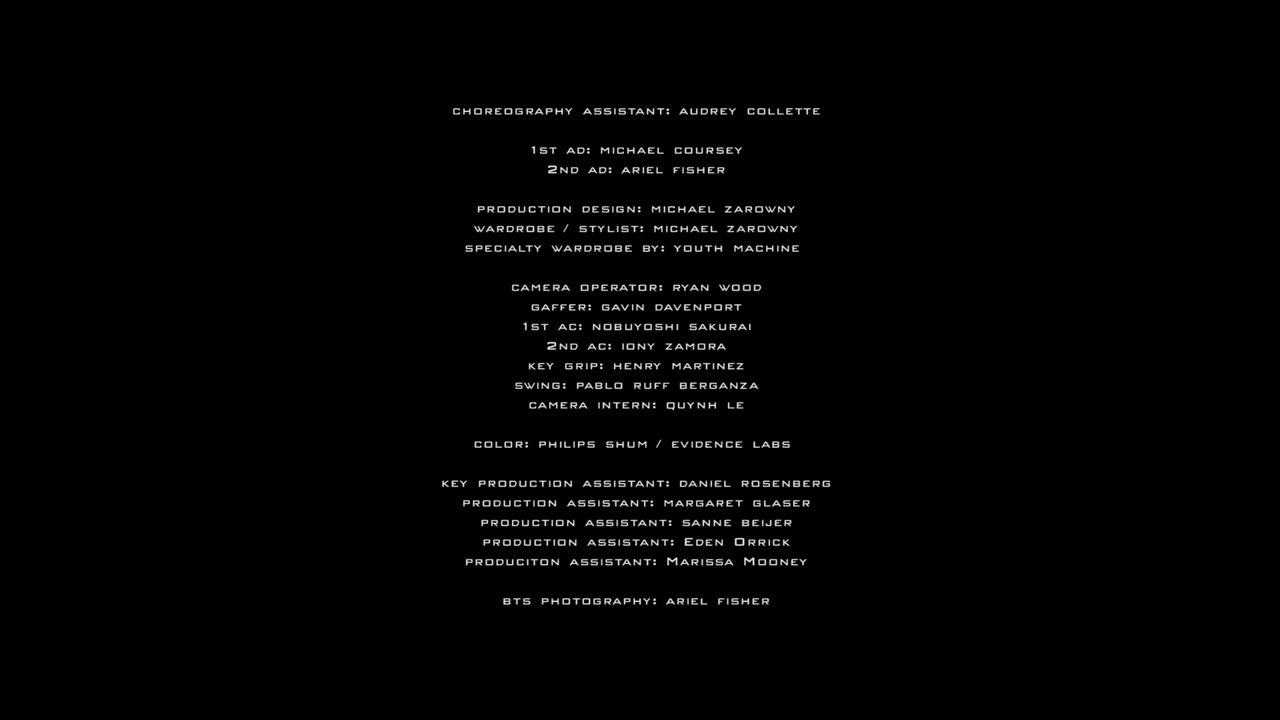 CHOREOGRAPHY ASSISTANT: AUDREY COLLETTE
1ST AD: MICHAEL COURSEY
2ND AD: ARIEL FISHER
PRODUCTION DESIGN: MICHAEL ZAROWNY
WARDROBE / STYLIST: MICHAEL ZAROWNY
SPECIALTY WARDROBE BY: YOUTH MACHINE
CAMERA OPERATOR: RYAN WOOD
GAFFER: GAVIN DAVENPORT
1ST AC: NOBUYOSHI SAKURAI
2ND AC: IONY ZAMORA
KEY GRIP: HENRY MARTINEZ
SWING: PABLO RUFF BERGANZA
CAMERA INTERN: QUYNH LE
COLOR: PHILIPS SHUM / EVIDENCE LABS
KEY PRODUCTION ASSISTANT: DANIEL ROSENBERG
PRODUCTION ASSISTANT: MARGARET GLASER
PRODUCTION ASSISTANT: SANNE BEIJER
PRODUCTION ASSISTANT: EDEN ORRICK
PRODUCITON ASSISTANT: MARISSA MOONEY
BTS PHOTOGRAPHY: ARIEL FISHER